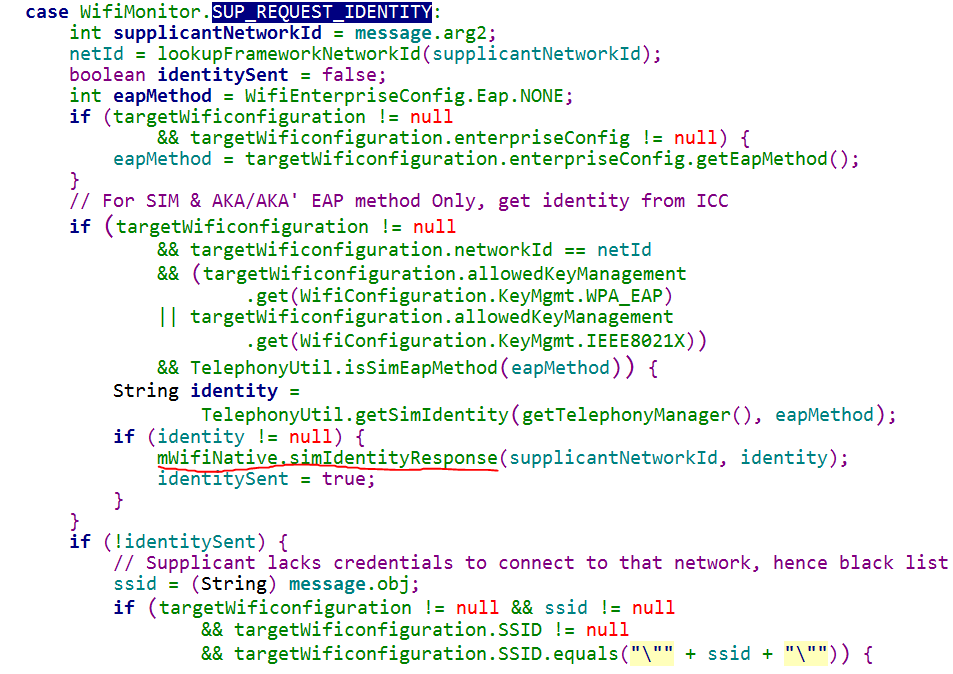 case WifiMonitor.SUP_REQUEST_IDENTITY:
int supplicantNetworkId = message.arg2;
netId = lookupFrameworkNetworkId(supplicantNetworkId);
boolean identitySent = false;
int eapMethod = WifiEnterpriseConfig.Eap.NONE;
if (targetWificonfiguration != null
&& targetWificonfiguration.enterpriseConfig != null) {
eapMethod = targetWificonfiguration.enterpriseConfig.getEapMethod();
}
// For SIM & AKA/AKA' EAP method Only, get identity from ICC
if (targetWificonfiguration != null
&& targetWificonfiguration.networkId == netId
&& (targetWificonfiguration.allowedKeyManagement
.get(WifiConfiguration.KeyMgmt.WPA_EAP)
|| targetWificonfiguration.allowedKeyManagement
.get(WifiConfiguration.KeyMgmt.IEEE8021X))
&& TelephonyUtil.isSimEapMethod(eapMethod)) {
String identity =
TelephonyUtil.getSimIdentity(getTelephonyManager(), eapMethod);
if (identity != null) {
mWifiNative.simIdentityResponse(supplicantNetworkId, identity);
identitySent = true;
}
}
if (!identitySent) {
// Supplicant lacks credentials to connect to that network, hence black list
ssid = (String) message.obj;
if (targetWificonfiguration != null && ssid != null
&& targetWificonfiguration.SSID != null
&& targetWificonfiguration.SSID.equals("\"" + ssid + "\"")) {